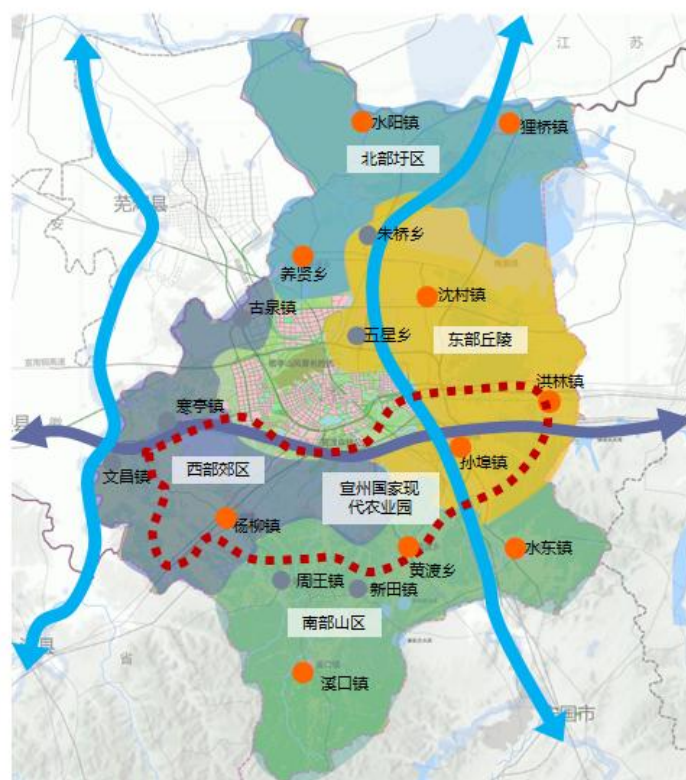 江 苏
水阳镇
狸桥镇
北部圩区
芜湖县
安
朱桥乡
养贤乡
古泉镇
沈村镇
五星乡
东部丘陵
洪林镇
寒亭镇
孙埠镇
文昌镇
西部郊区
宣州国家现
代农业园
杨柳镇
黄渡乡
水东镇
周王镇
新田镇
南部山区
县
省
溪口镇
溪口镇
国市